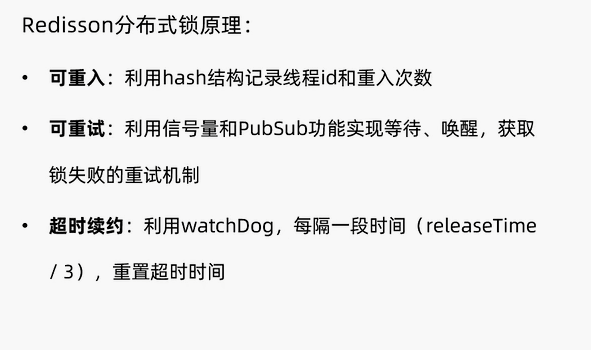 Redisson分布式锁原理：
• 可重入：利用hash结构记录线程id和重入次数
• 可重试：利用信号量和PubSub功能实现等待、唤醒，获取
锁失败的重试机制
• 超时续约：利用watchDog，每隔一段时间（releaseTime
/ 3），重置超时时间